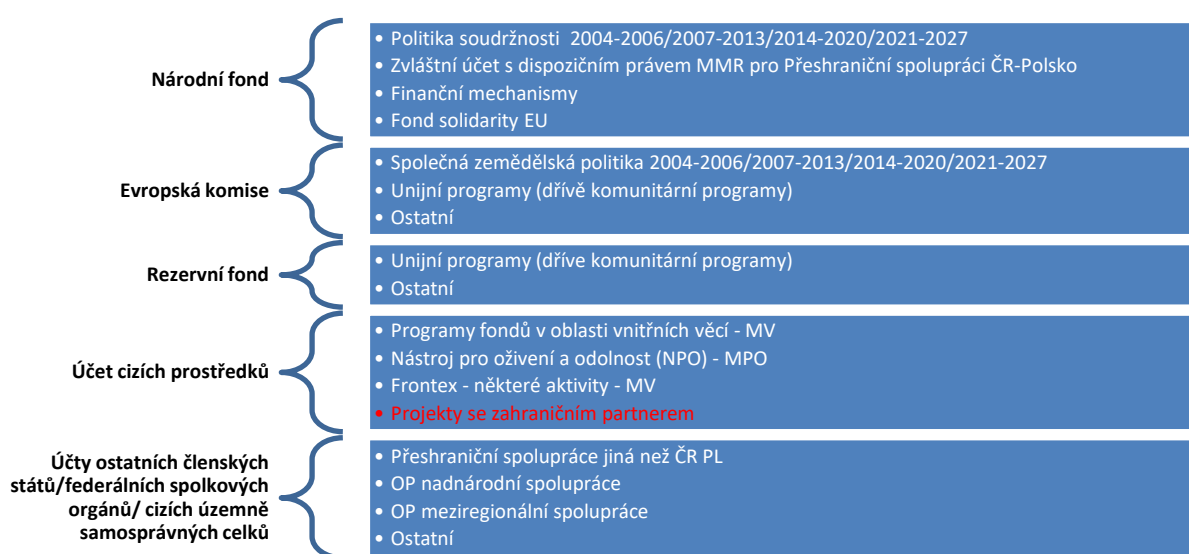 Národní fond
• Politika soudržnosti 2004-2006/2007-2013/2014-2020/2021-2027
• Zvláštní účet s dispozičním právem MMR pro Přeshraniční spolupráci ČR-Polsko
• Finanční mechanismy
• Fond solidarity EU
Evropská komise
• Společná zemědělská politika 2004-2006/2007-2013/2014-2020/2021-2027
• Unijní programy (dřívě komunitární programy)
• Ostatní
Rezervní fond
• Unijní programy (dříve komunitární programy)
• Ostatní
Účet cizích prostředků
• Programy fondů v oblasti vnitřních věcí - MV
• Nástroj pro oživení a odolnost (NPO) - MPO
• Frontex - některé aktivity - MV
• Projekty se zahraničním partnerem
Účty ostatních členských
států/federálních spolkových
orgánů/ cizích územně
samosprávných celků
• Přeshraniční spolupráce jiná než ČR PL
• OP nadnárodní spolupráce
• OP meziregionální spolupráce
• Ostatní